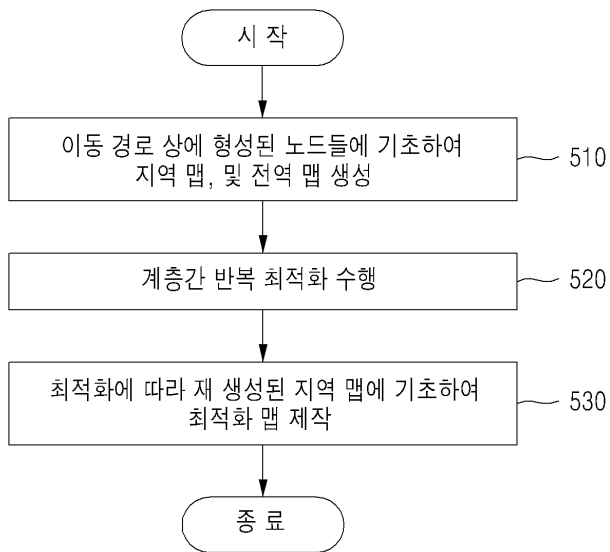 시 작
이동 경로 상에 형성된 노드들에 기초하여
지역 맵, 및 전역 맵 생성
510
계층간 반복 최적화 수행
520
최적화에 따라 재 생성된 지역 맵에 기초하여
최적화 맵 제작
530
종 료